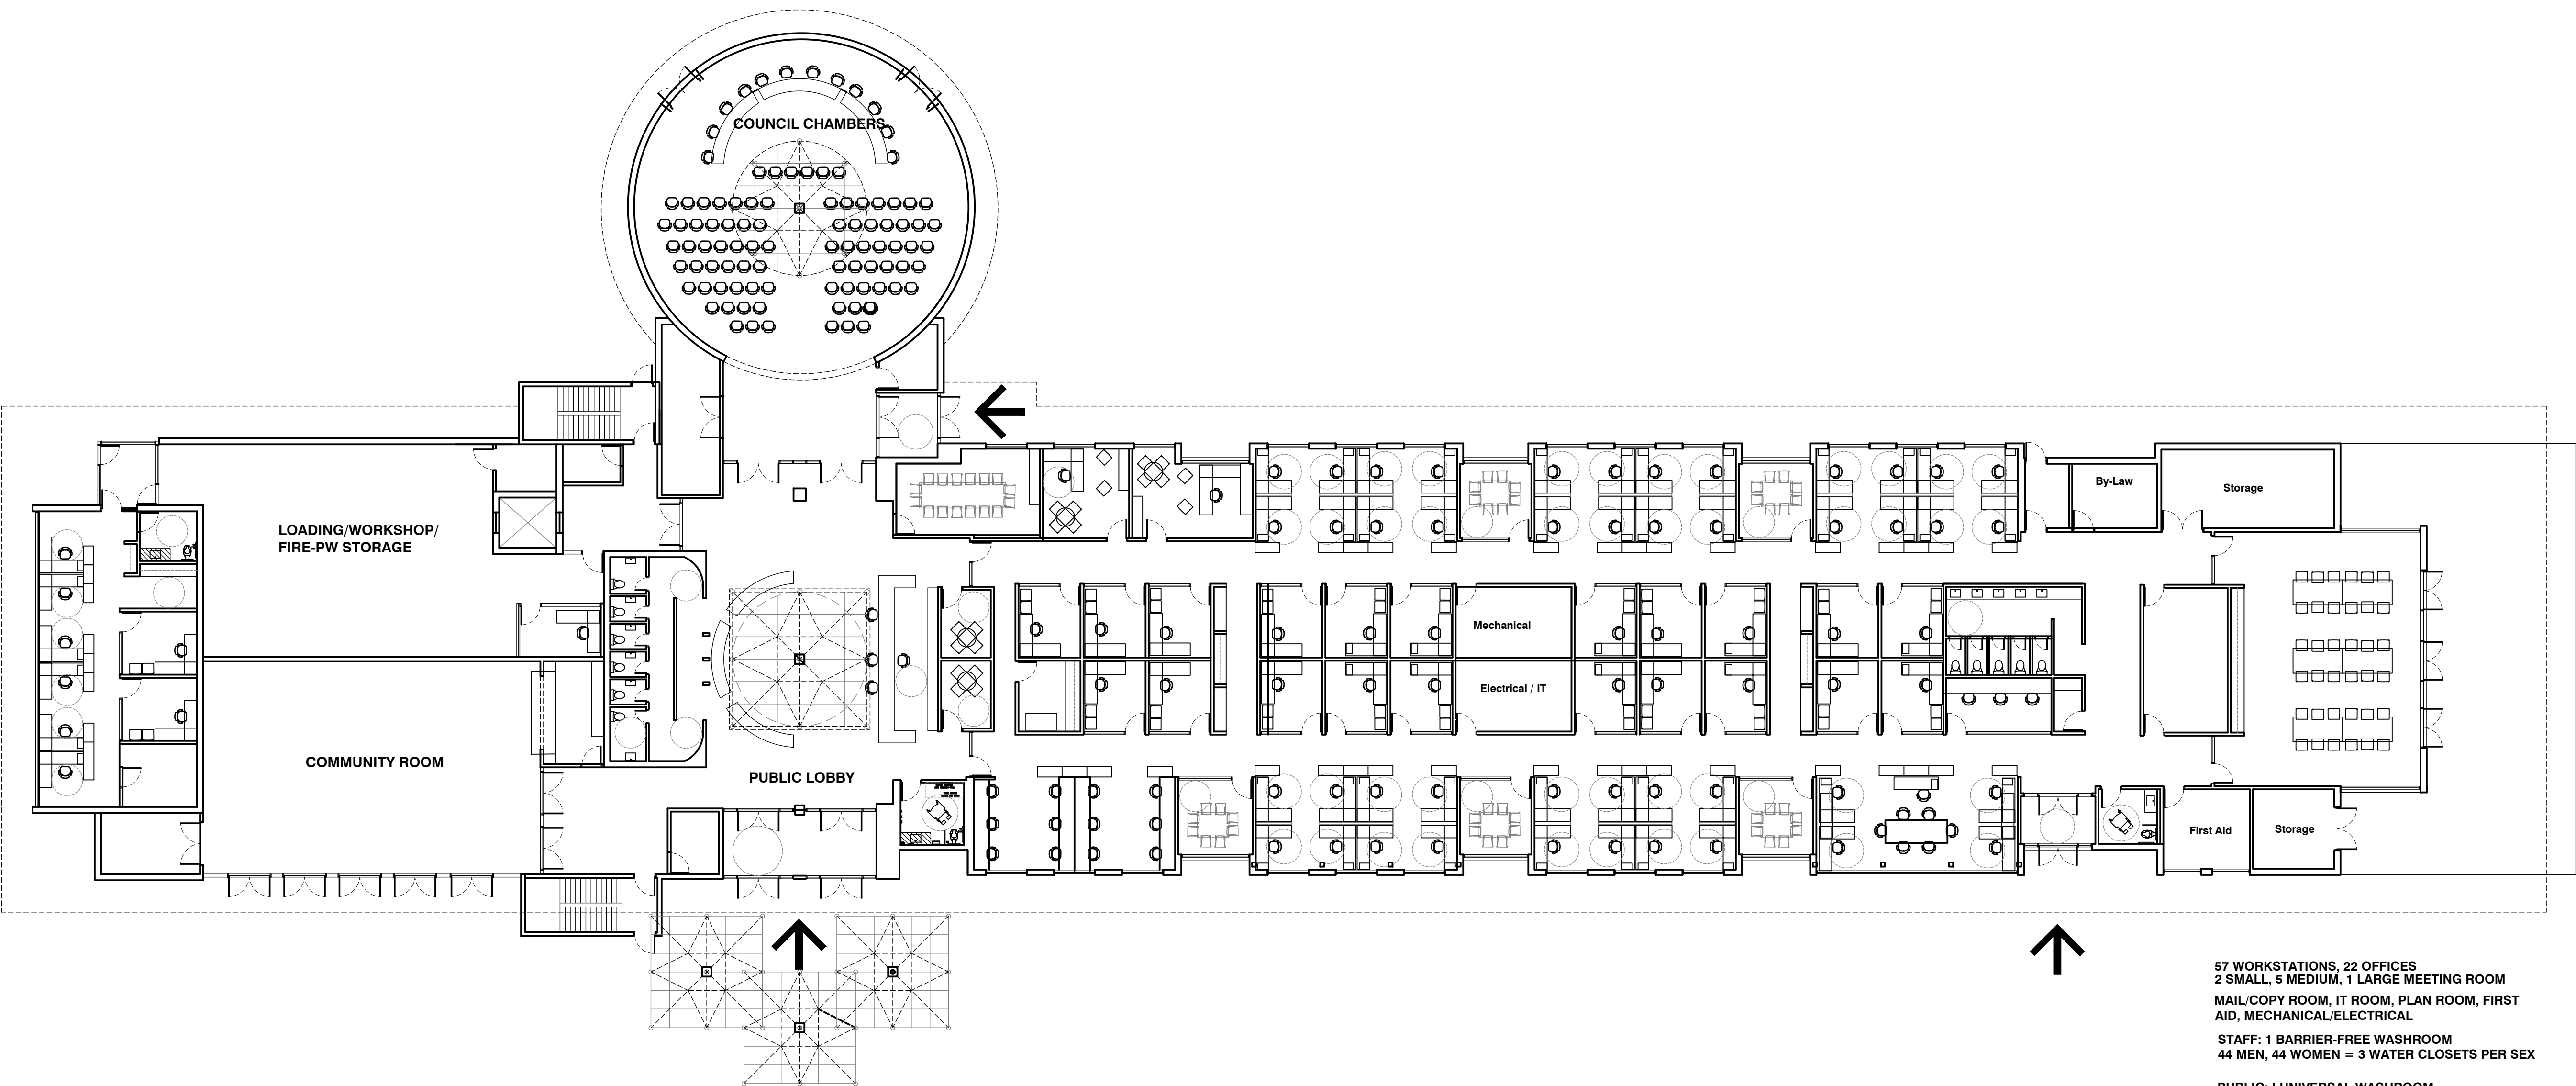 COUNCIL CHAMBERS
LOADING/WORKSHOP/
FIRE-PW STORAGE
By-Law
Storage
Mechanical
Electrical / IT
COMMUNITY ROOM
PUBLIC LOBBY
First Aid
Storage
57 WORKSTATIONS, 22 OFFICES
2 SMALL, 5 MEDIUM, 1 LARGE MEETING ROOM
MAIL/COPY ROOM, IT ROOM, PLAN ROOM, FIRST
AID, MECHANICAL/ELECTRICAL
STAFF: 1 BARRIER-FREE WASHROOM
44 MEN, 44 WOMEN = 3 WATER CLOSETS PER SEX